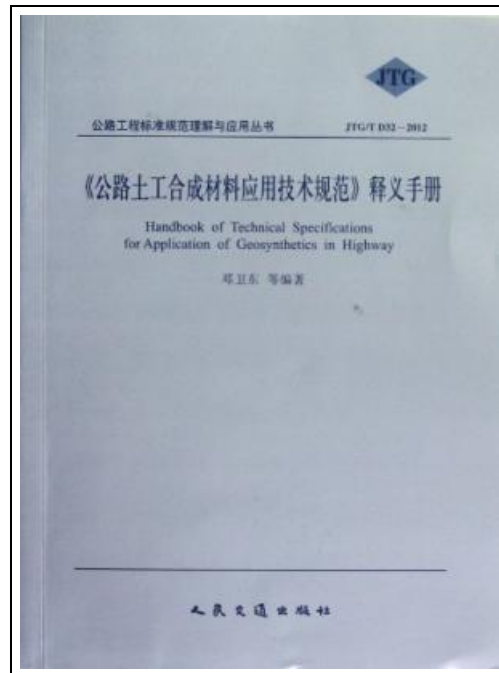 JTG
公路工程标准规范理解与应用丛书 JTG/T D32-2012
《公路土工合成材料应用技术规范》释义手册
Handbook of Technical Specifications
for Application of Geosynthetics in Highway
邓卫东 等编著
人民交通出版社